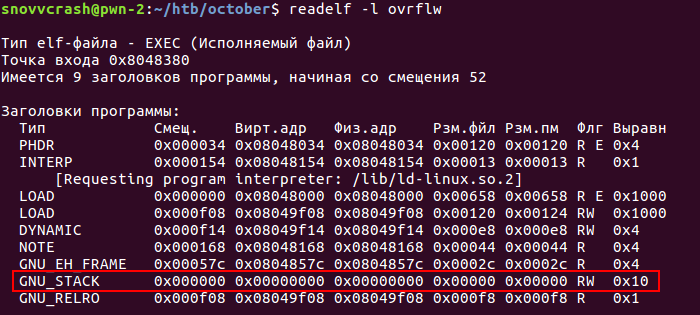 snovvcrash@pwn-2:~/htb/october$ readelf -l ovrflw
Тип elf-файла - EXEC (Исполняемый файл)
Точка входа 0x8048380
Имеется 9 заголовков программы, начиная со смещения 52
Заголовки программы:
Тип Смещ. Вирт.адр Физ.адр Рзм.фйл Рзм.пм Флг Выравн
PHDR 0x000034 0x08048034 0x08048034 0x00120 0x00120 R E 0x4
INTERP 0x000154 0x08048154 0x08048154 0x00013 0x00013 R 0x1
[Requesting program interpreter: /lib/ld-linux.so.2]
LOAD 0x000000 0x08048000 0x08048000 0x00658 0x00658 R E 0x1000
LOAD 0x000f08 0x08049f08 0x08049f08 0x00120 0x00124 RW 0x1000
DYNAMIC 0x000f14 0x08049f14 0x08049f14 0x000e8 0x000e8 RW 0x4
NOTE 0x000168 0x08048168 0x08048168 0x00044 0x00044 R 0x4
GNU_EH_FRAME 0x00057c 0x0804857c 0x0804857c 0x0002c 0x0002c R 0x4
GNU_STACK 0x000000 0x00000000 0x00000000 0x00000 0x00000 RW 0x10
GNU_RELRO 0x000f08 0x08049f08 0x08049f08 0x000f8 0x000f8 R 0x1